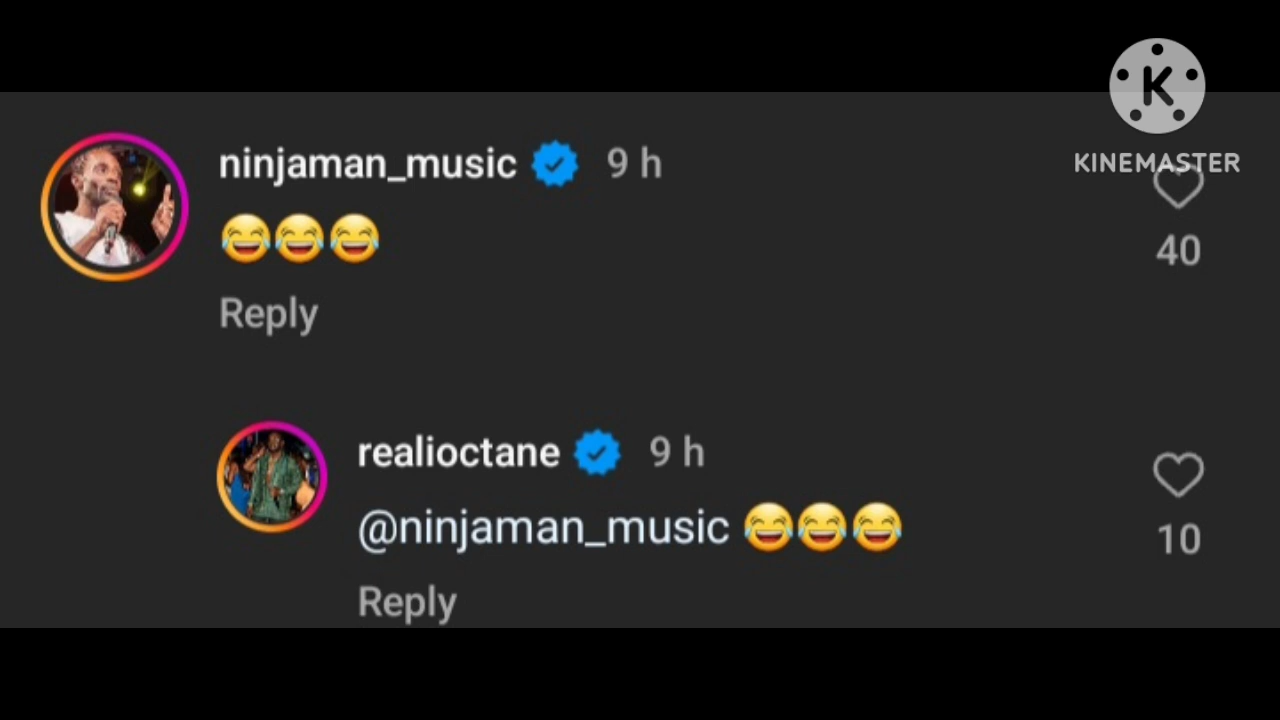 K
KINEMASTER
ninjaman_music 9 h
😂😂😂
40
Reply
realioctane 9 h
@ninjaman_music 😂😂😂
10
Reply